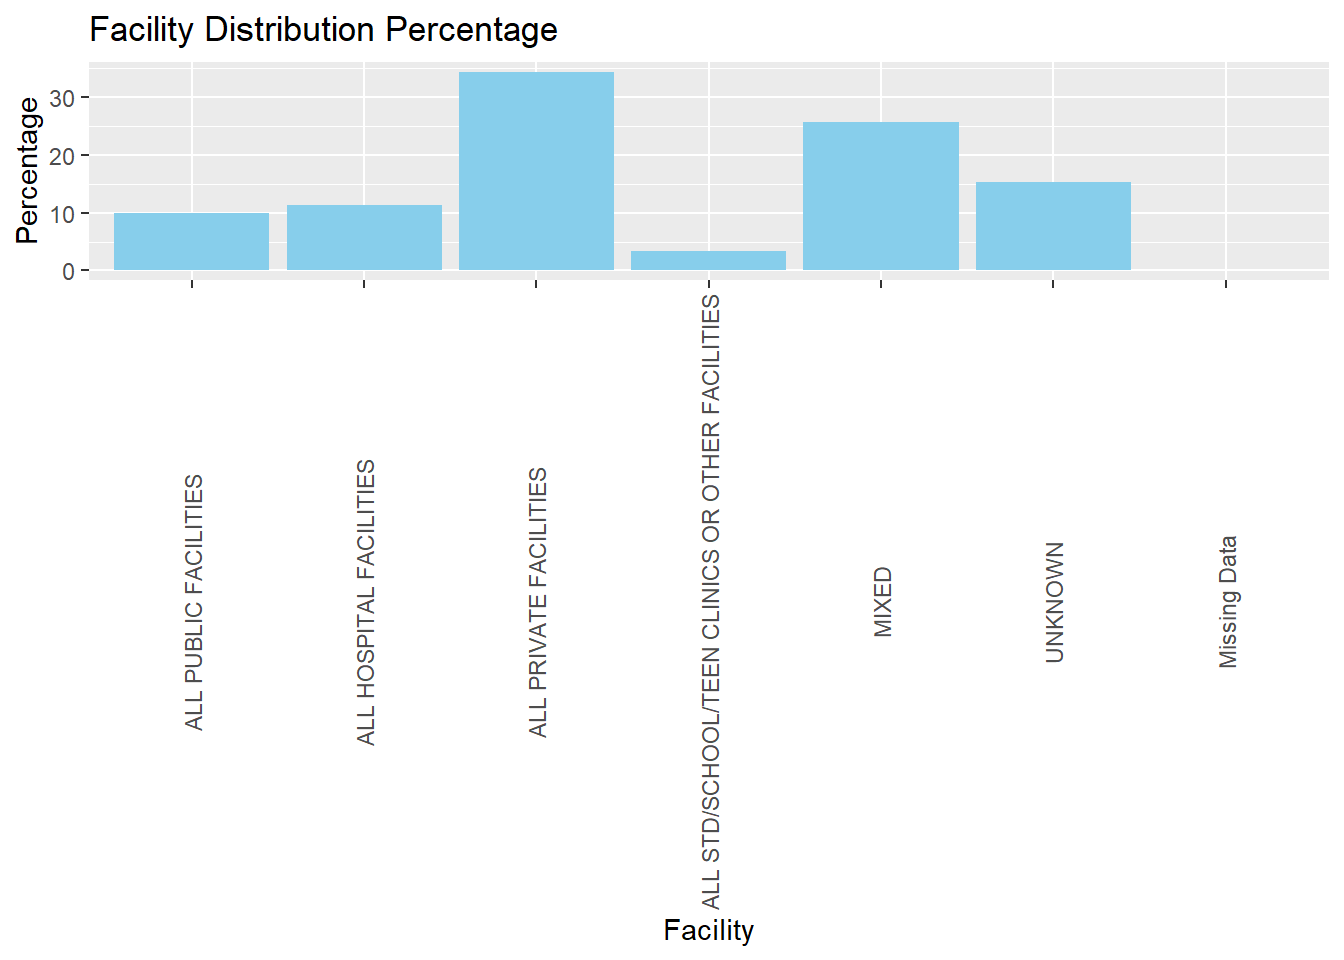 Facility Distribution Percentage
Percentage
30
20
10
0
ALL PUBLIC FACILITIES
ALL HOSPITAL FACILITIES
ALL PRIVATE FACILITIES
ALL STD/SCHOOL/TEEN CLINICS OR OTHER FACILITIES
MIXED
UNKNOWN
Missing Data
Facility